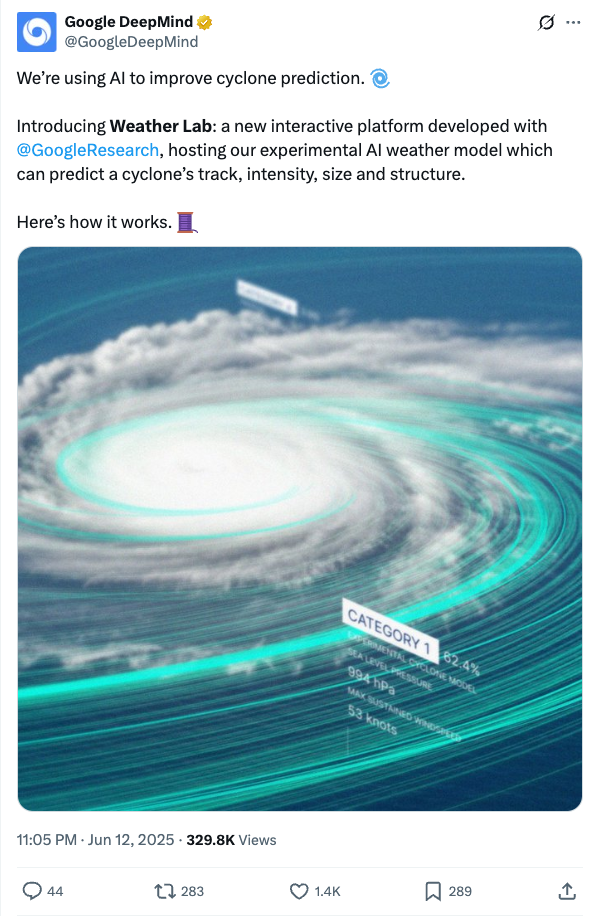 Google DeepMind
@GoogleDeepMind
We’re using AI to improve cyclone prediction. 🌀
Introducing Weather Lab: a new interactive platform developed with
@GoogleResearch, hosting our experimental AI weather model which
can predict a cyclone’s track, intensity, size and structure.
Here’s how it works. 🧵
CATEGORY 1
62.4%
EXPERIMENTAL CYCLONE MODEL
SEA LEVEL PRESSURE
994 hPa
MAX SUSTAINED WINDSPEED
53 knots
11:05 PM · Jun 12, 2025 · 329.8K Views
44
283
1.4K
289